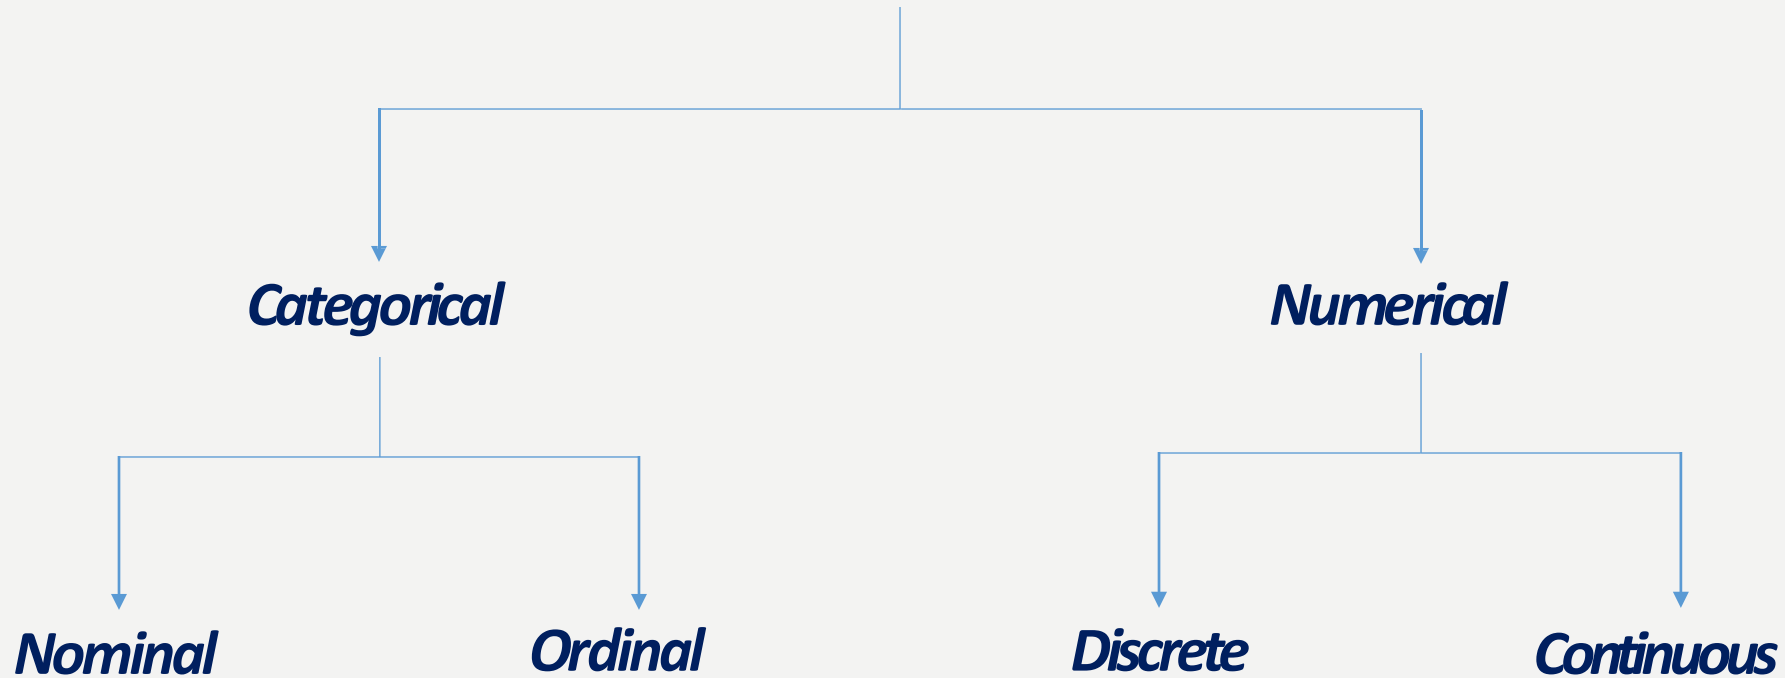 Categorical
Numerical
Nominal
Ordinal
Discrete
Continuous